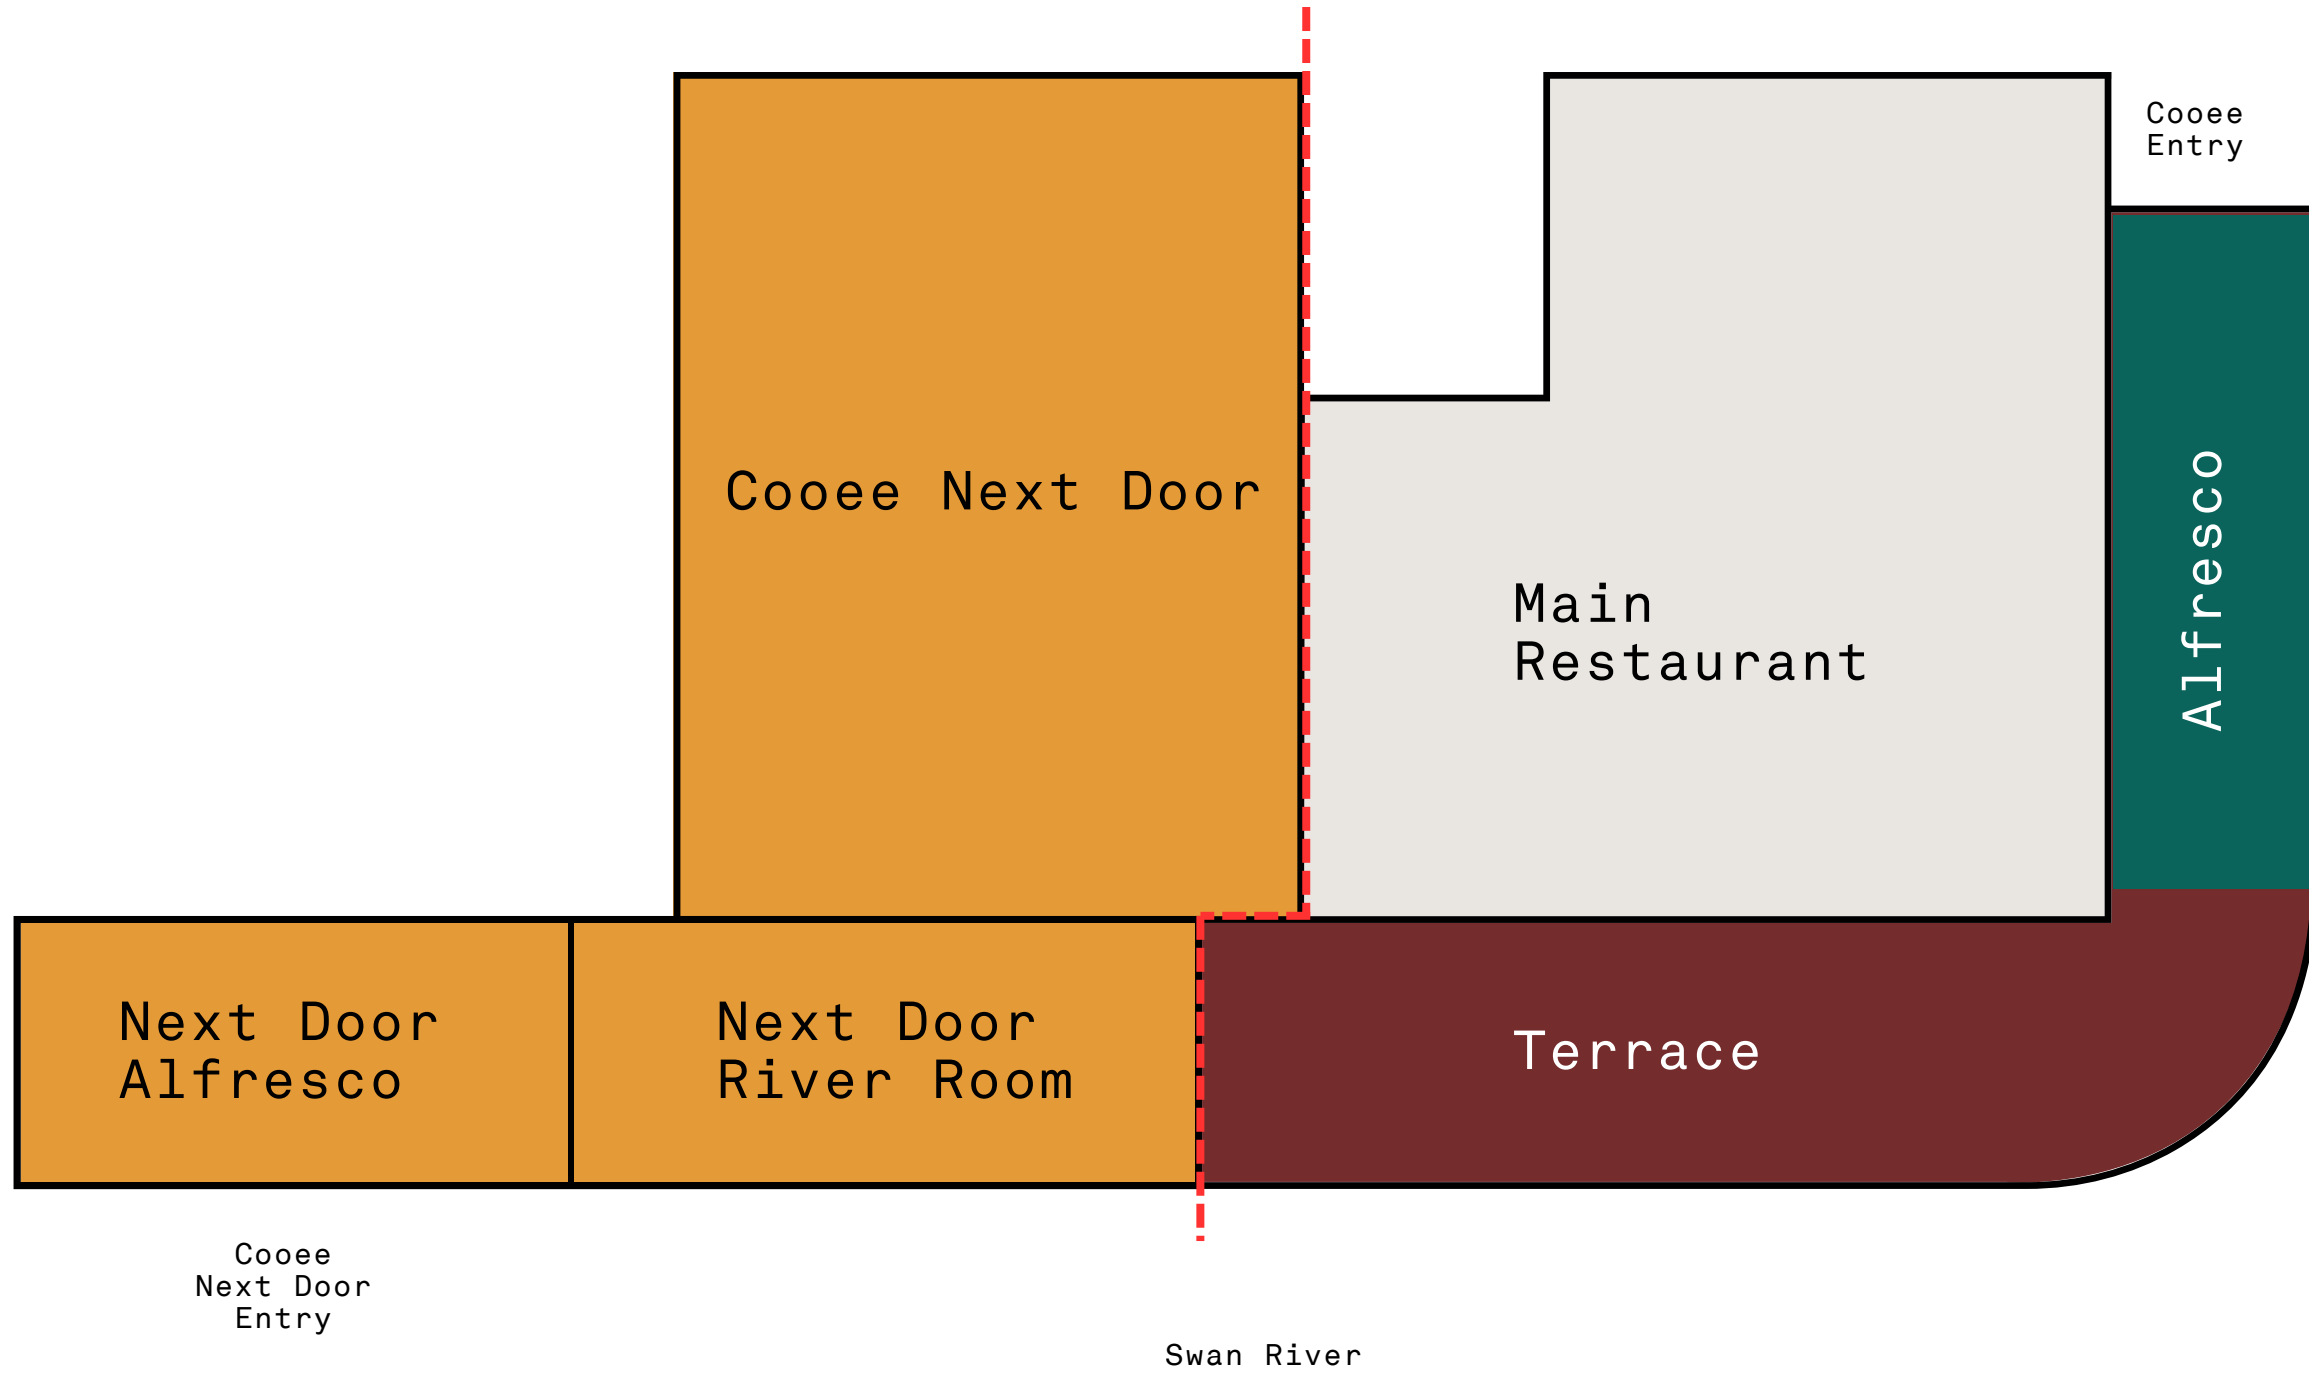 Cooee
Entry
Cooee Next Door
Main
Restaurant
Alfresco
Next Door
Alfresco
Next Door
River Room
Terrace
Cooee
Next Door
Entry
Swan River